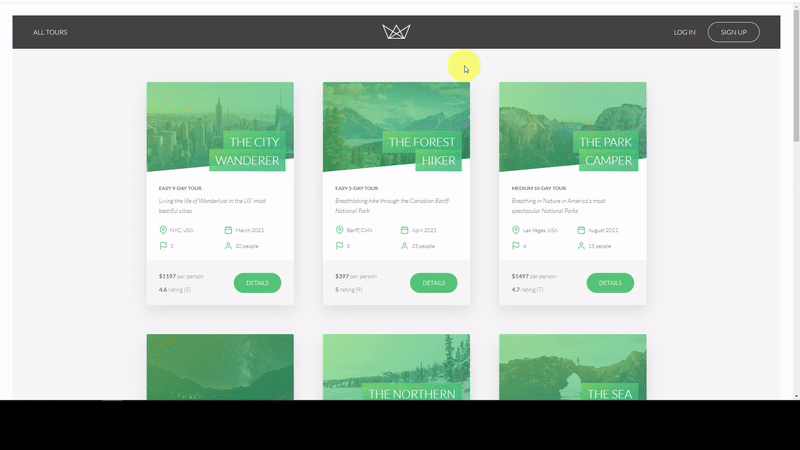 ALL TOURS
LOG IN
SIGN UP
THE CITY
WANDERER
EASY 9-DAY TOUR
Living the life of Wanderlust in the US' most
beatiful cities
NYC, USA
March 2021
3
20 people
$1197 per person
4.6 rating (5)
DETAILS
THE FOREST
HIKER
EASY 5-DAY TOUR
Breathtaking hike through the Canadian Banff
National Park
Banff, CAN
April 2021
3
25 people
$397 per person
5 rating (9)
DETAILS
THE PARK
CAMPER
MEDIUM 10-DAY TOUR
Breathing in Nature in America's most
spectacular National Parks
Las Vegas, USA
August 2021
4
15 people
$1497 per person
4.7 rating (7)
DETAILS
THE NORTHERN
THE SEA